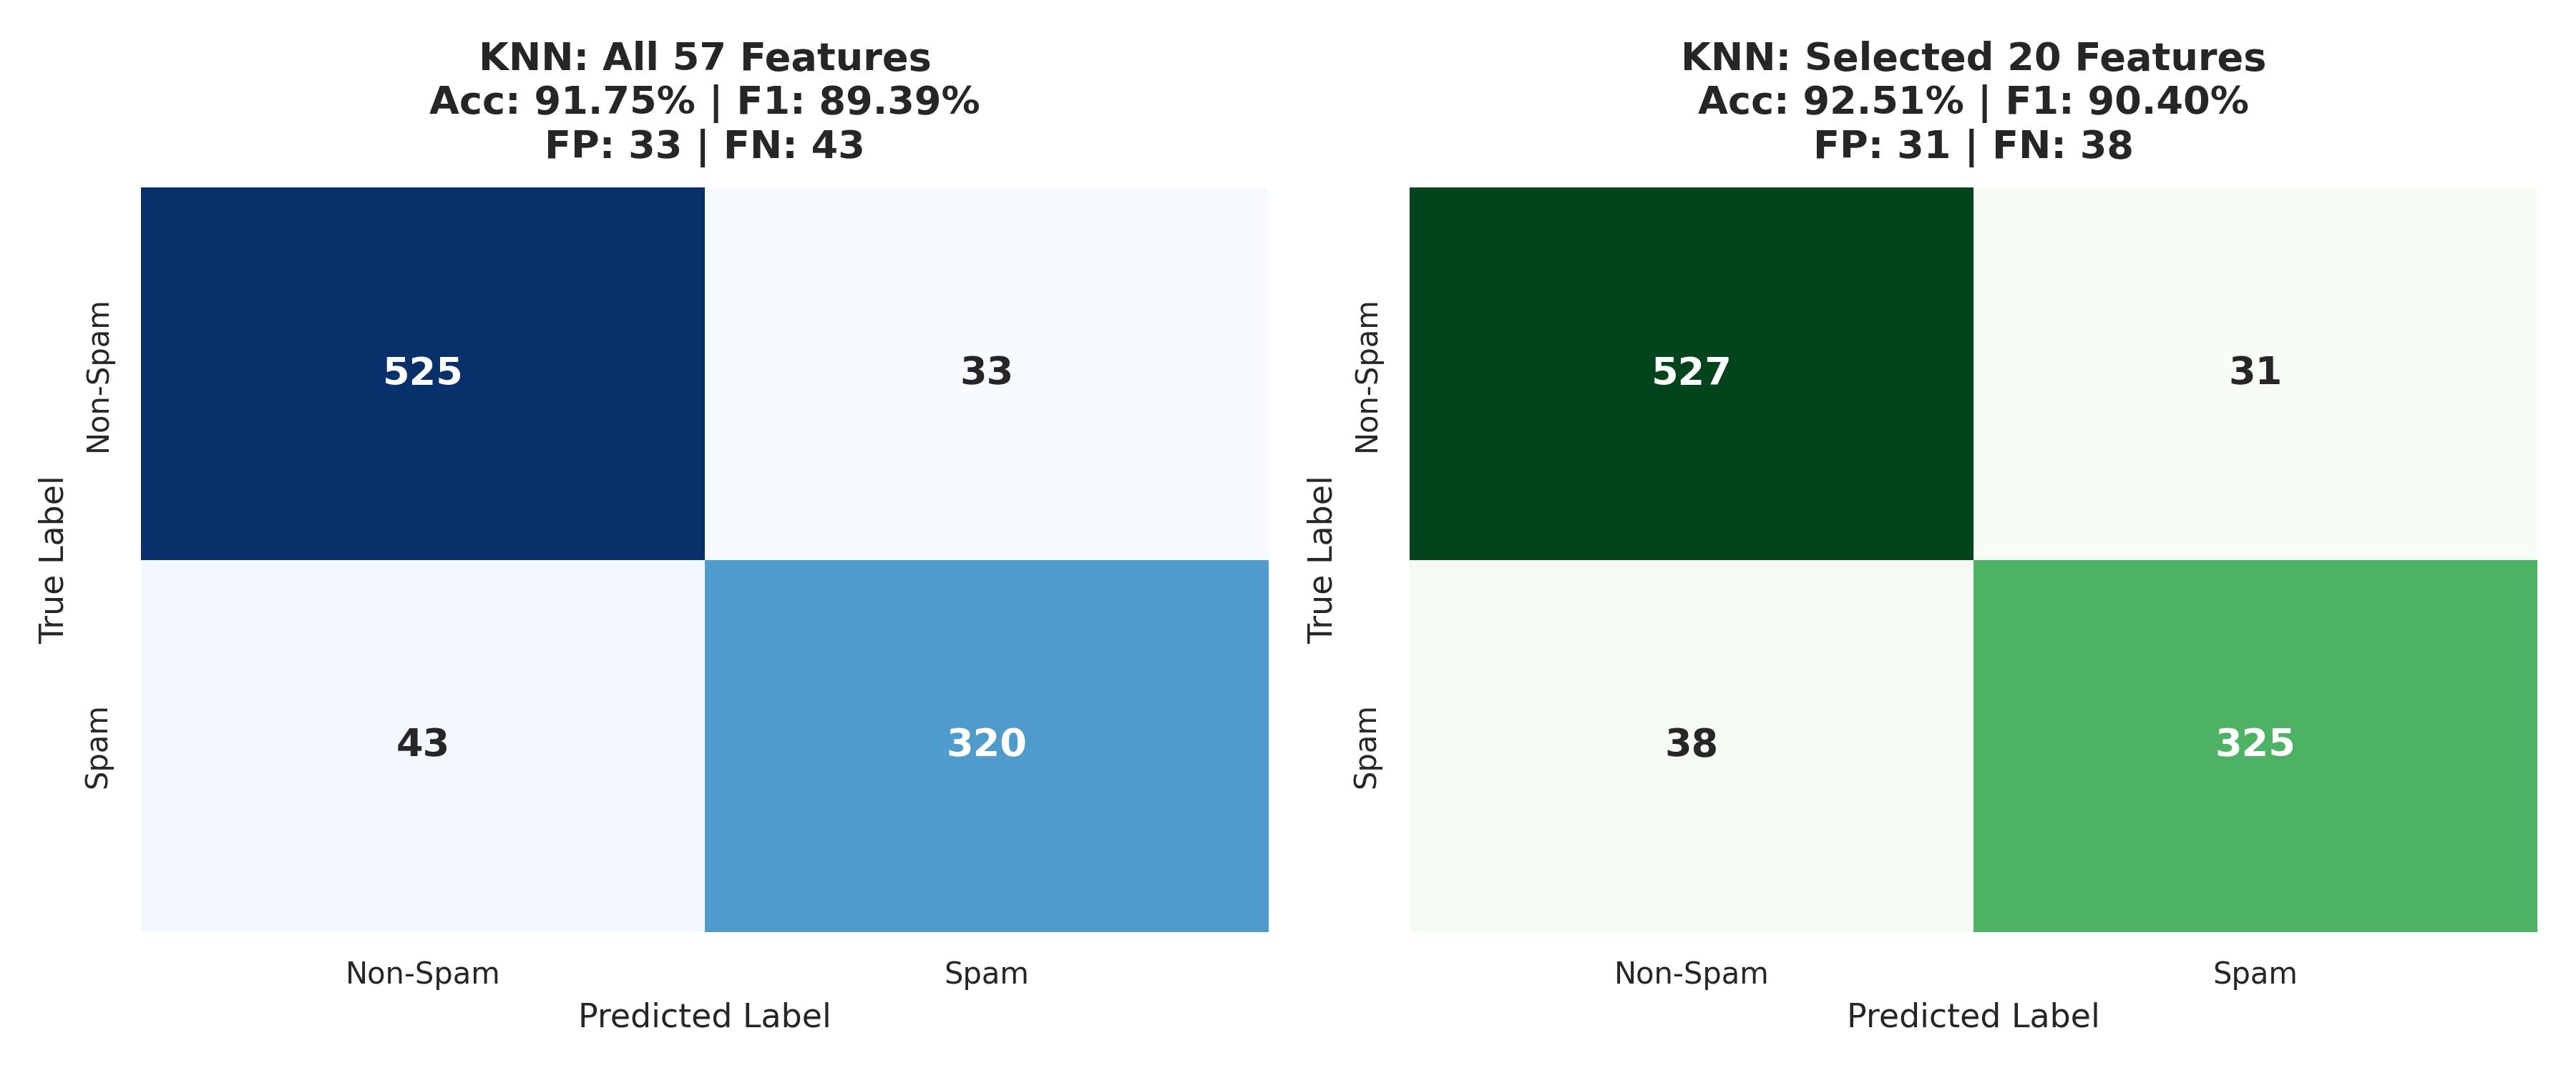 KNN: All 57 Features
Acc: 91.75% | F1: 89.39%
FP: 33 | FN: 43
True Label
Non-Spam
525
33
Spam
43
320
Non-Spam
Spam
Predicted Label
KNN: Selected 20 Features
Acc: 92.51% | F1: 90.40%
FP: 31 | FN: 38
True Label
Non-Spam
527
31
Spam
38
325
Non-Spam
Spam
Predicted Label